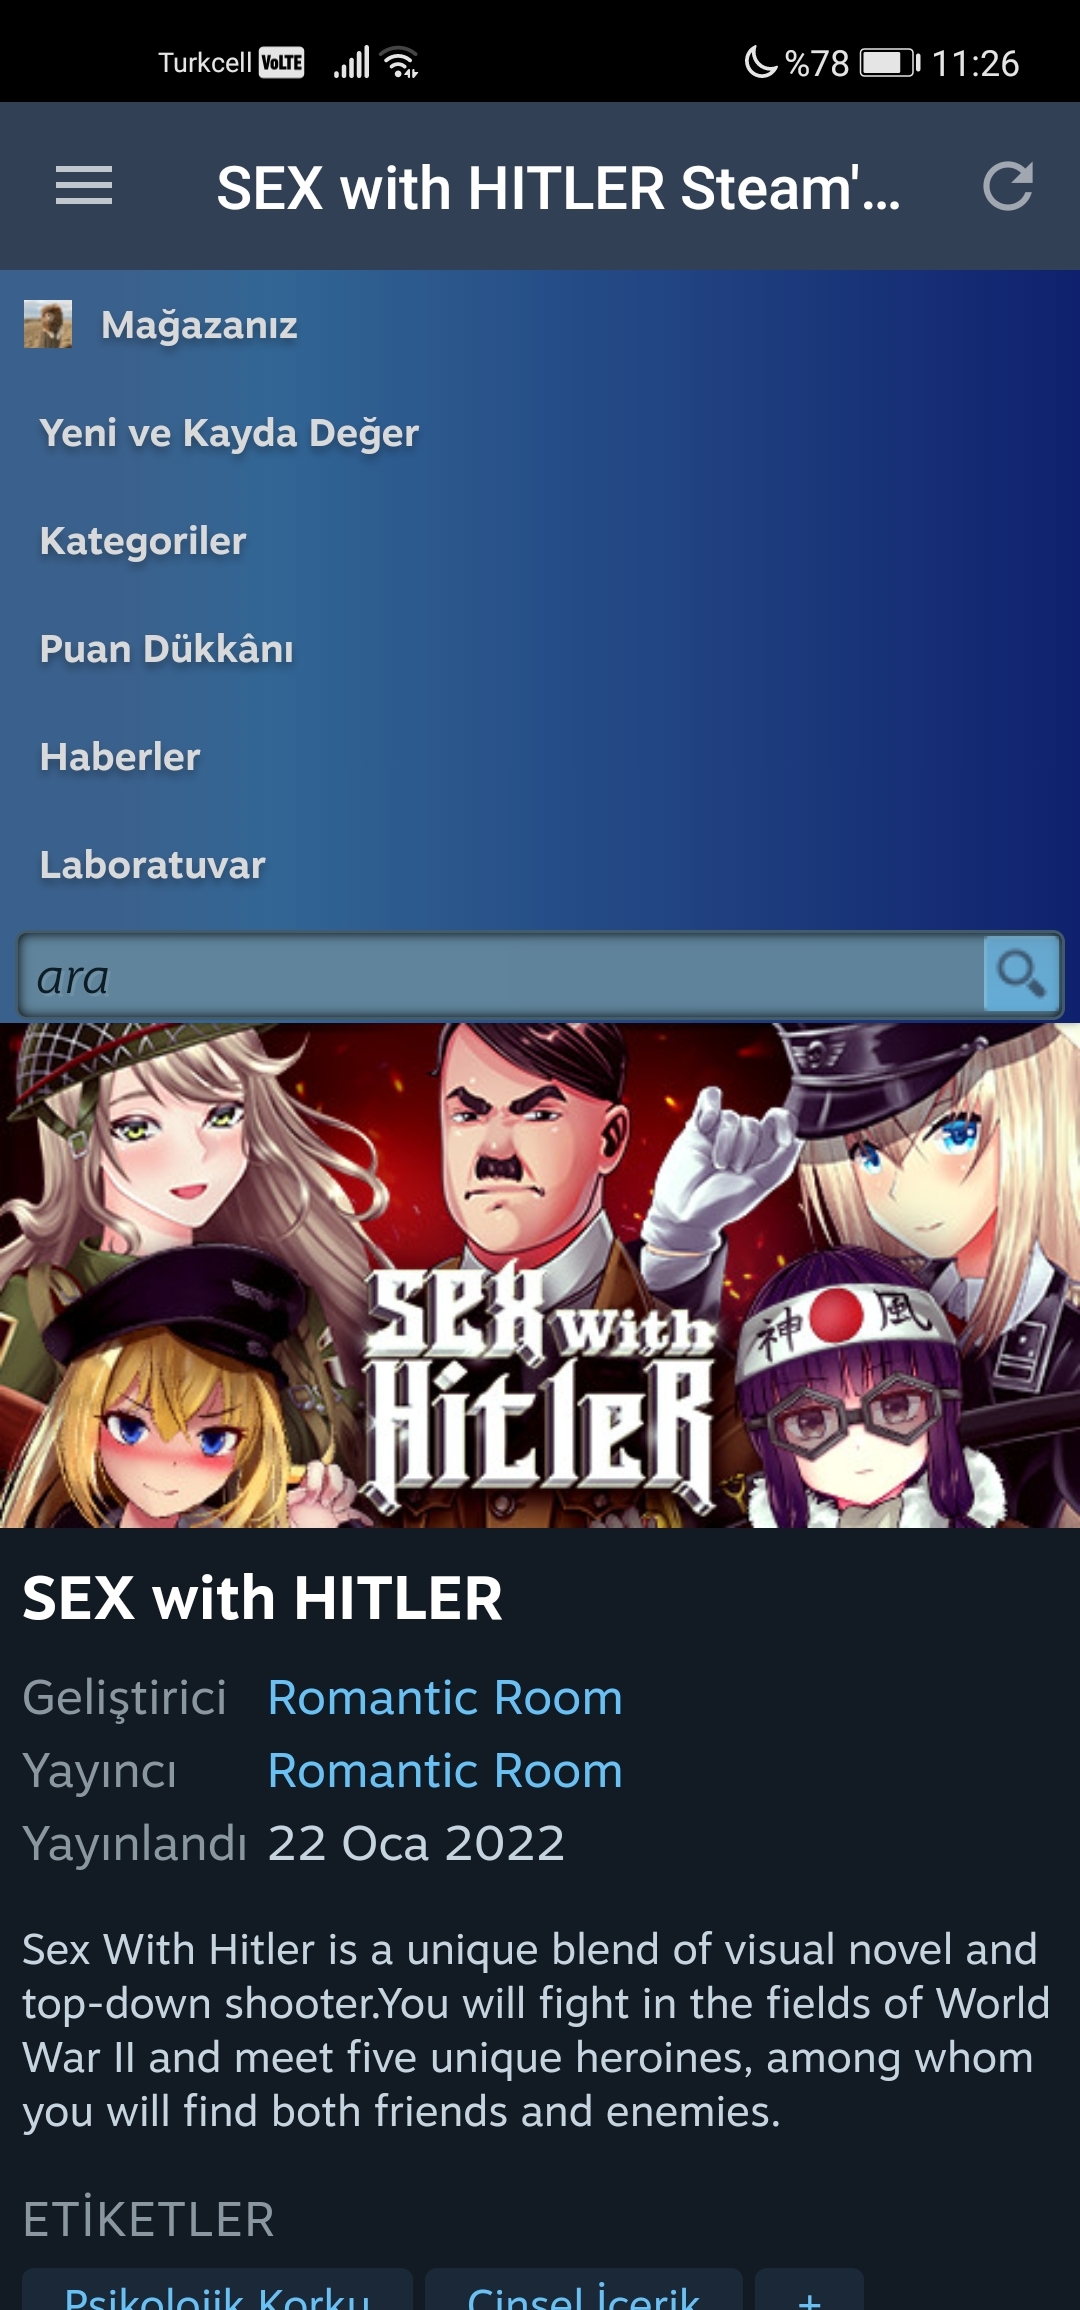 Turkcell VoLTE %78 11:26
SEX with HITLER Steam'...
Mağazanız
Yeni ve Kayda Değer
Kategoriler
Puan Dükkânı
Haberler
Laboratuvar
ara
神 風
SEX With
HITLER
SEX with HITLER
Geliştirici Romantic Room
Yayıncı Romantic Room
Yayınlandı 22 Oca 2022
Sex With Hitler is a unique blend of visual novel and
top-down shooter.You will fight in the fields of World
War II and meet five unique heroines, among whom
you will find both friends and enemies.
ETİKETLER
Psikolojik Korku Cinsel İçerik +